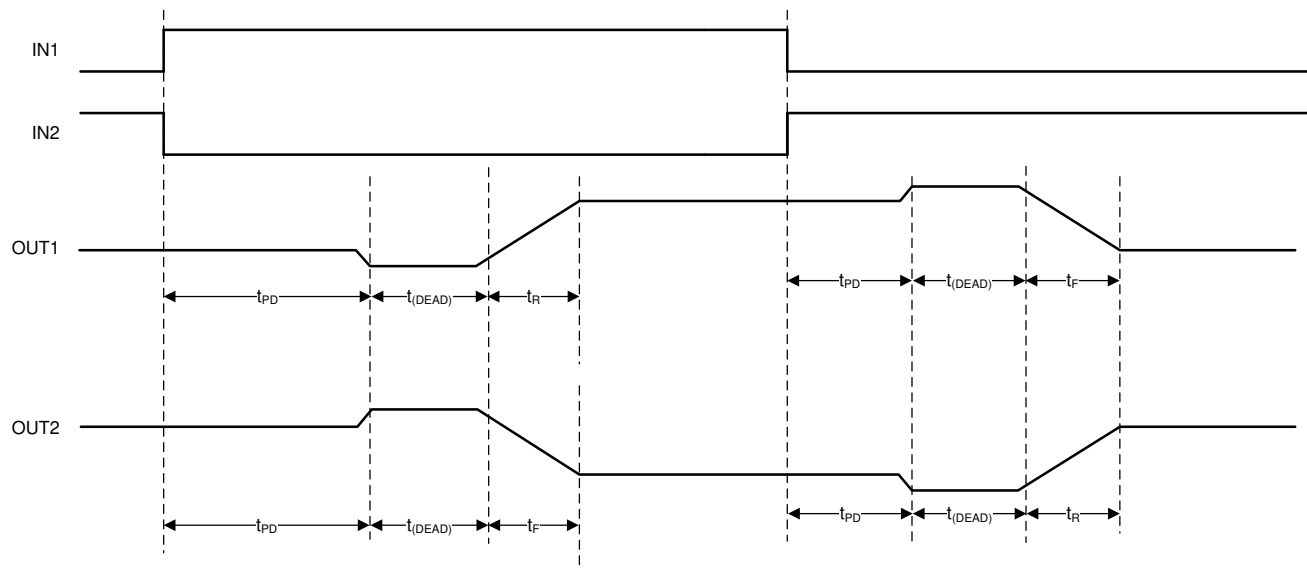 IN1
IN2
OUT1
tPD t(DEAD) tR tPD t(DEAD) tF
OUT2
tPD t(DEAD) tF tPD t(DEAD) tR